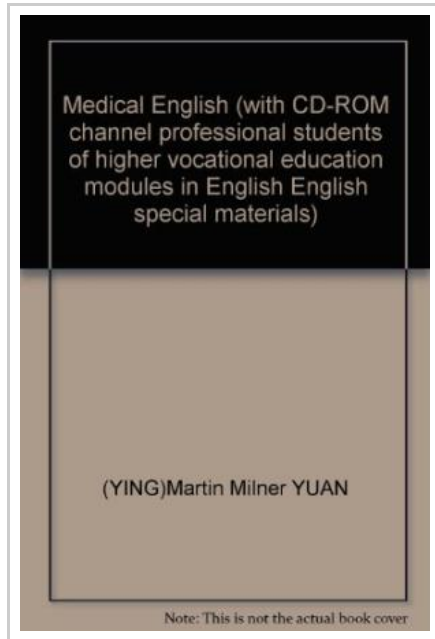 Medical English (with CD-ROM
channel professional students
of higher vocational education
modules in English English
special materials)
(YING)Martin Milner YUAN
Note: This is not the actual book cover